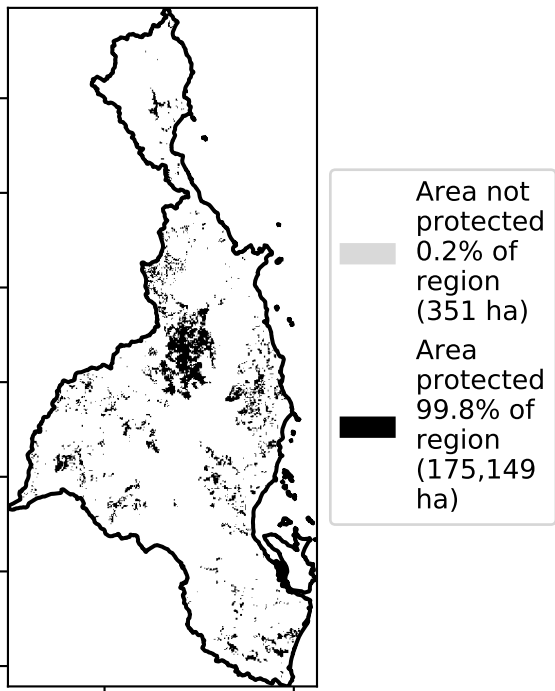 Area not
protected
0.2% of
region
(351 ha)
Area
protected
99.8% of
region
(175,149
ha)